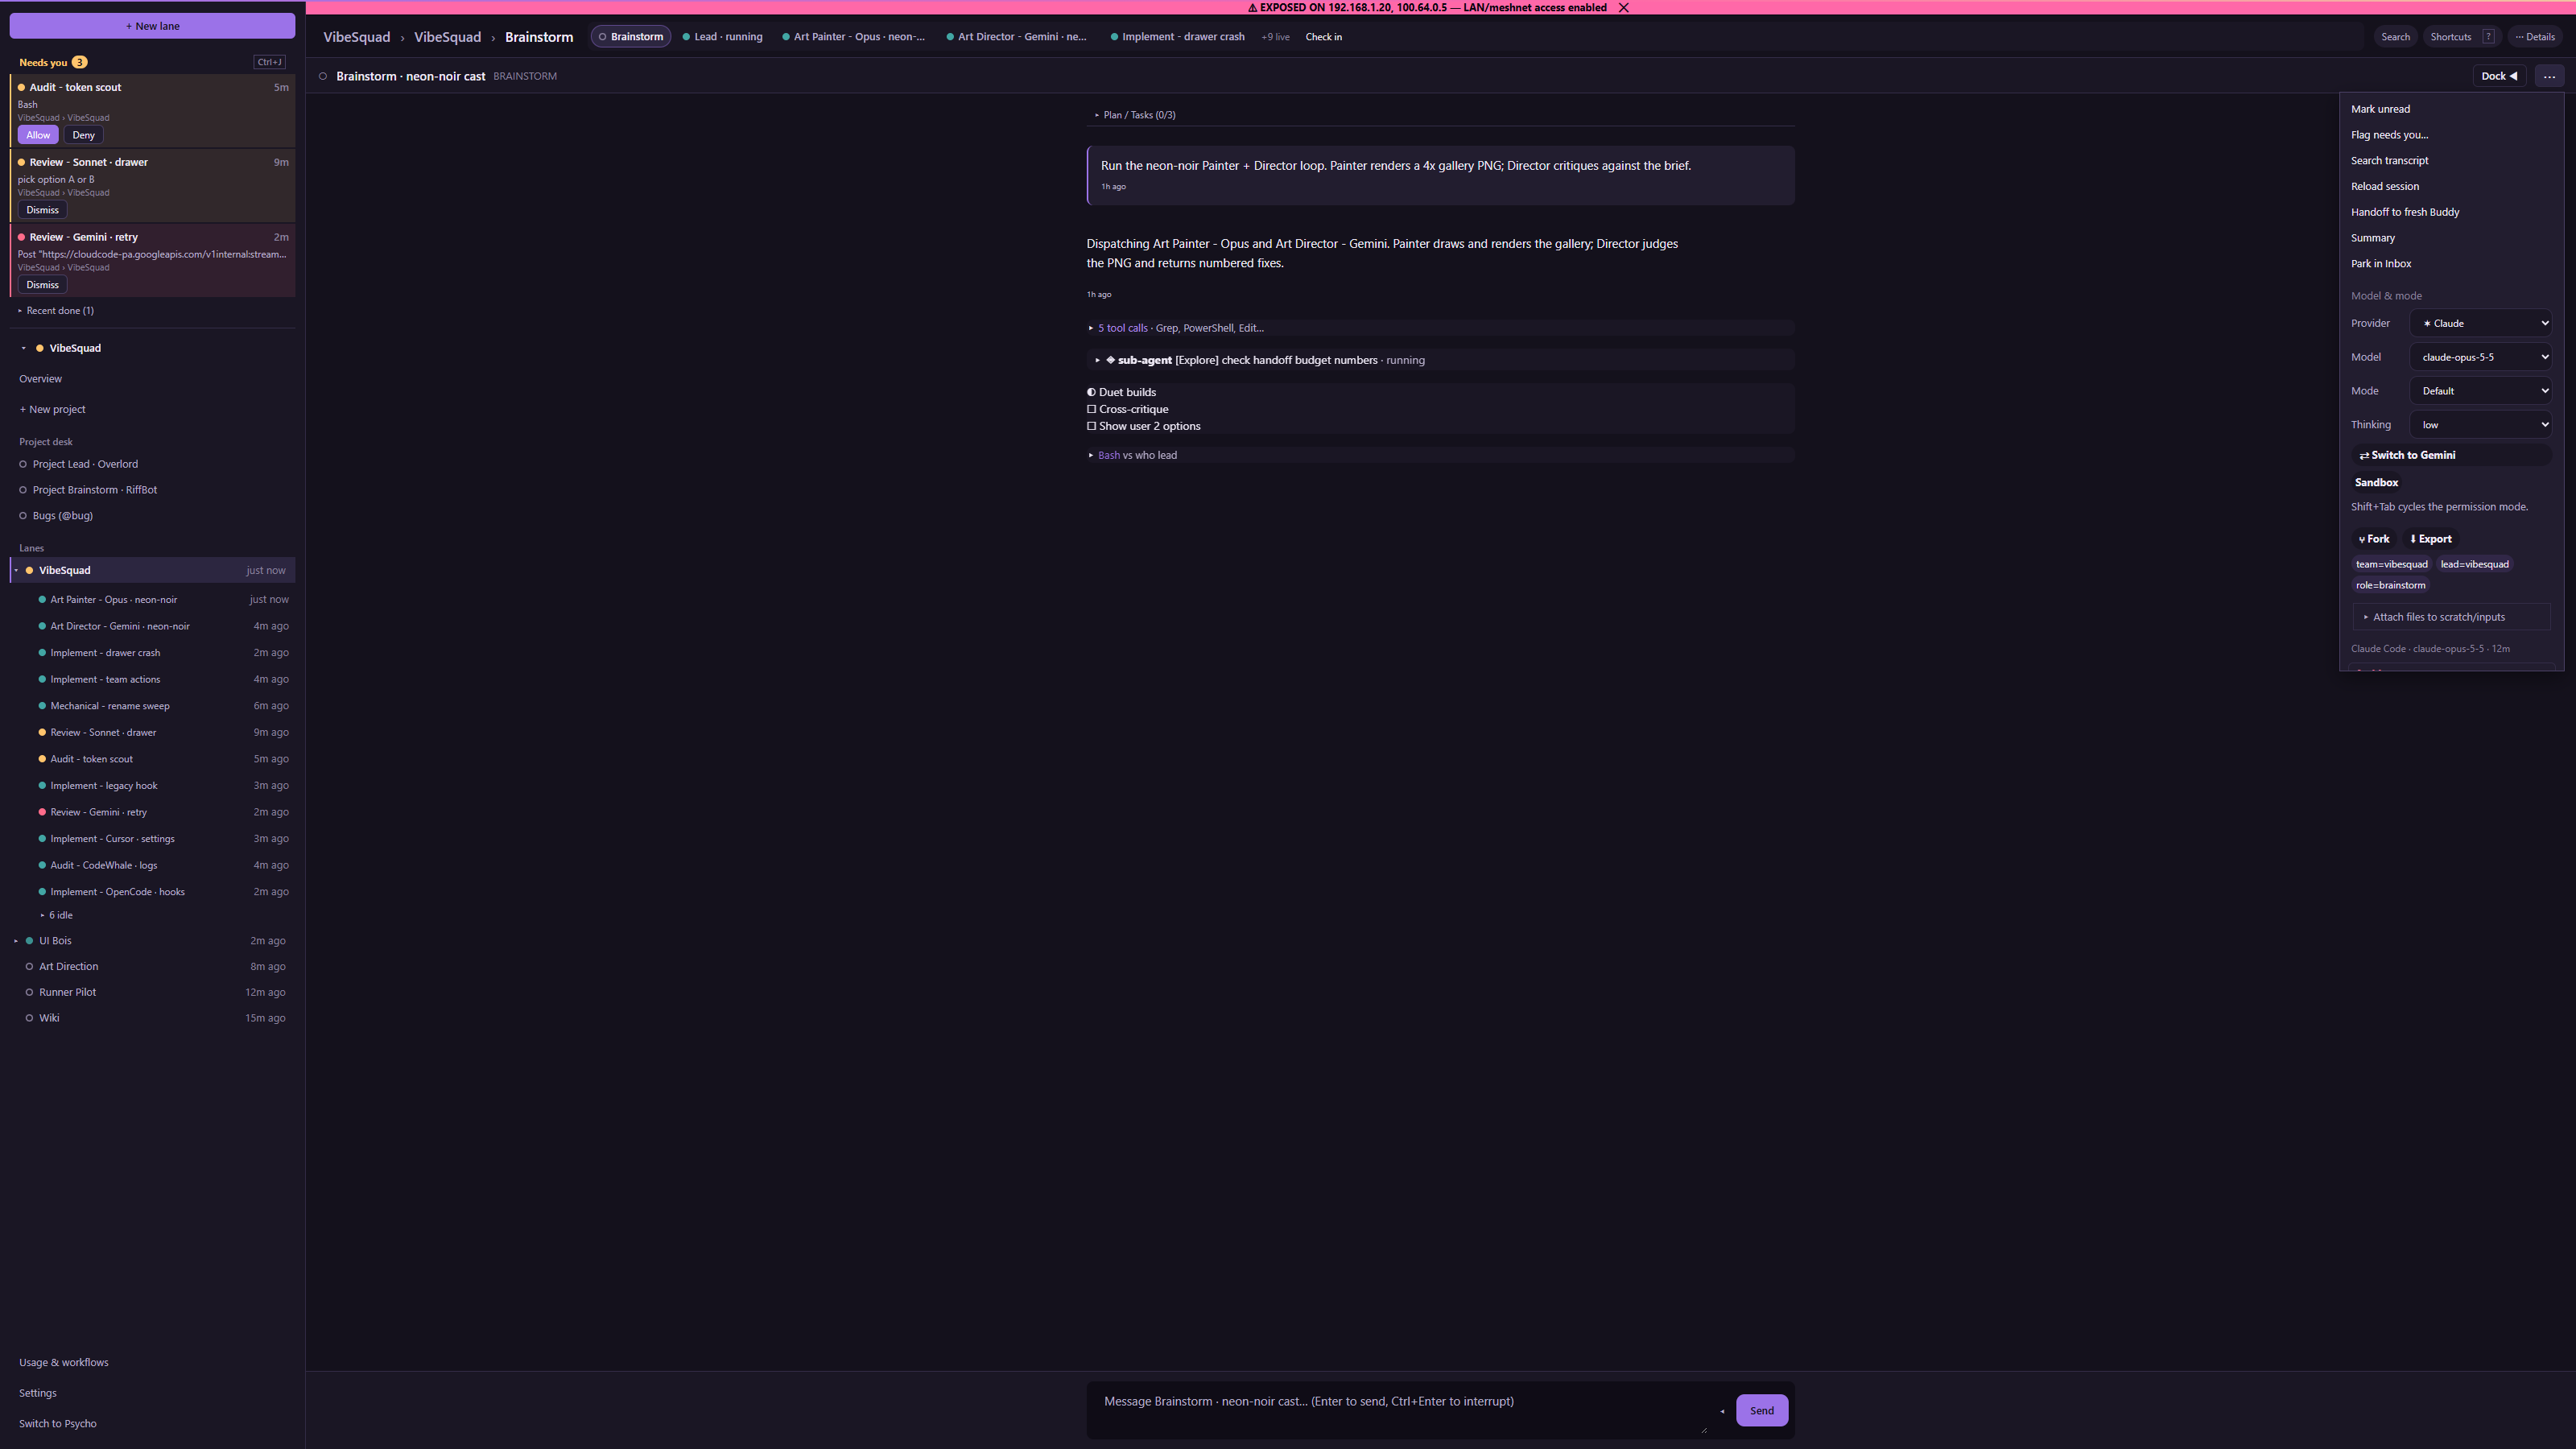 ⚠ EXPOSED ON 192.168.1.20, 100.64.0.5 — LAN/meshnet access enabled ✕
+ New lane
Needs you 3 Ctrl+J
Audit - token scout 5m
Bash
VibeSquad › VibeSquad
Allow Deny
Review - Sonnet · drawer 9m
pick option A or B
VibeSquad › VibeSquad
Dismiss
Review - Gemini · retry 2m
Post "https://cloudcode-pa.googleapis.com/v1internal:stream...
VibeSquad › VibeSquad
Dismiss
Recent done (1)
VibeSquad
Overview
+ New project
Project desk
Project Lead · Overlord
Project Brainstorm · RiffBot
Bugs (@bug)
Lanes
VibeSquad just now
Art Painter - Opus · neon-noir just now
Art Director - Gemini · neon-noir 4m ago
Implement - drawer crash 2m ago
Implement - team actions 4m ago
Mechanical - rename sweep 6m ago
Review - Sonnet · drawer 9m ago
Audit - token scout 5m ago
Implement - legacy hook 3m ago
Review - Gemini · retry 2m ago
Implement - Cursor · settings 3m ago
Audit - CodeWhale · logs 4m ago
Implement - OpenCode · hooks 2m ago
6 idle
UI Bois 2m ago
Art Direction 8m ago
Runner Pilot 12m ago
Wiki 15m ago
Usage & workflows
Settings
Switch to Psycho
VibeSquad › VibeSquad › Brainstorm
Brainstorm
Lead · running
Art Painter - Opus · neon-...
Art Director - Gemini · ne...
Implement - drawer crash
+9 live
Check in
Search
Shortcuts ?
··· Details
Brainstorm · neon-noir cast BRAINSTORM
Dock ◀ ...
Plan / Tasks (0/3)
Run the neon-noir Painter + Director loop. Painter renders a 4x gallery PNG; Director critiques against the brief.
1h ago
Dispatching Art Painter - Opus and Art Director - Gemini. Painter draws and renders the gallery; Director judges
the PNG and returns numbered fixes.
1h ago
5 tool calls · Grep, PowerShell, Edit...
sub-agent [Explore] check handoff budget numbers · running
◐ Duet builds
☐ Cross-critique
☐ Show user 2 options
Bash vs who lead
Message Brainstorm · neon-noir cast... (Enter to send, Ctrl+Enter to interrupt)
Send
Mark unread
Flag needs you...
Search transcript
Reload session
Handoff to fresh Buddy
Summary
Park in Inbox
Model & mode
Provider ✶ Claude
Model claude-opus-5-5
Mode Default
Thinking low
⇄ Switch to Gemini
Sandbox
Shift+Tab cycles the permission mode.
⑂ Fork ⬇ Export
team=vibesquad lead=vibesquad
role=brainstorm
Attach files to scratch/inputs
Claude Code · claude-opus-5-5 · 12m